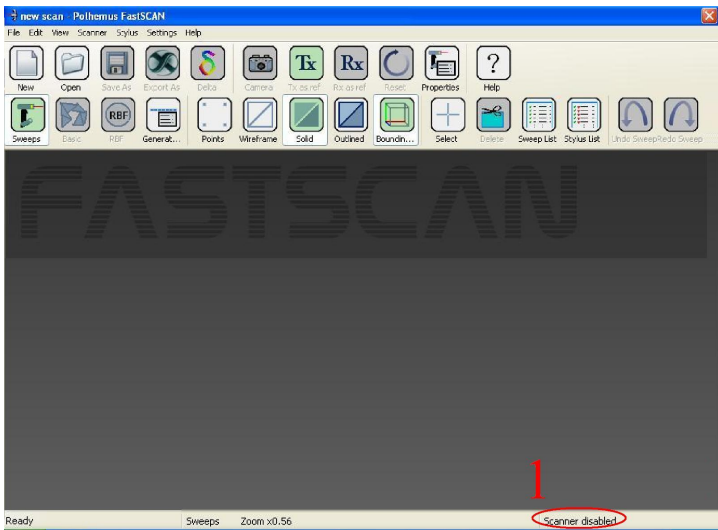 new scan - Polhemus FastSCAN
File Edit View Scanner Stylus Settings Help
Tx Rx ?
New Open Save As Export As Delta Camera Tx as ref Rx as ref Reset Properties Help
RBF
Sweeps Basic RBF Generat... Points Wireframe Solid Outlined Boundin... Select Delete Sweep List Stylus List Undo Sweep Redo Sweep
FASTSCAN
1
Ready Sweeps Zoom x0.56 Scanner disabled